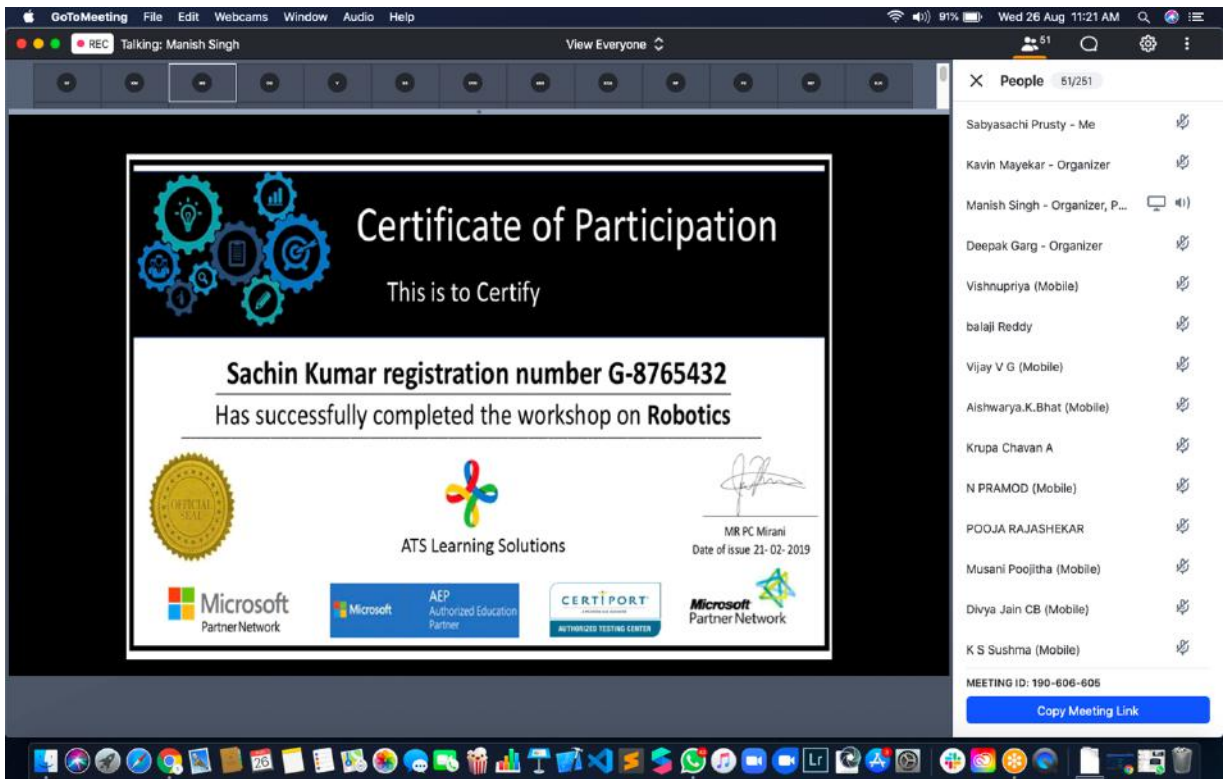 GoToMeeting File Edit Webcams Window Audio Help 91% Wed 26 Aug 11:21 AM
REC Talking: Manish Singh View Everyone 51
People 51/251
Sabyasachi Prusty - Me
Kavin Mayekar - Organizer
Manish Singh - Organizer, P...
Deepak Garg - Organizer
Vishnupriya (Mobile)
balaji Reddy
Vijay V G (Mobile)
Aishwarya.K.Bhat (Mobile)
Krupa Chavan A
N PRAMOD (Mobile)
POOJA RAJASHEKAR
Musani Poojitha (Mobile)
Divya Jain CB (Mobile)
K S Sushma (Mobile)
MEETING ID: 190-606-605
Copy Meeting Link
Certificate of Participation
This is to Certify
Sachin Kumar registration number G-8765432
Has successfully completed the workshop on Robotics
OFFICIAL
SEAL
ATS Learning Solutions
MR PC Mirani
Date of issue 21- 02- 2019
Microsoft
Partner Network
Microsoft
AEP
Authorized Education
Partner
CERTIPORT
AUTHORIZED TESTING CENTER
Microsoft
Partner Network
26
Lr